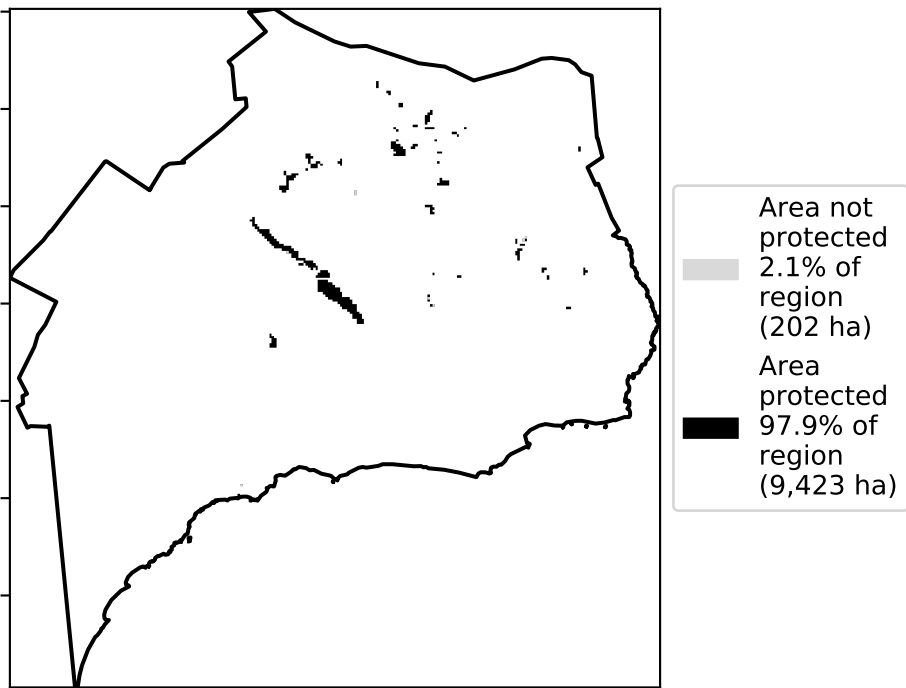 Area not
protected
2.1% of
region
(202 ha)
Area
protected
97.9% of
region
(9,423 ha)